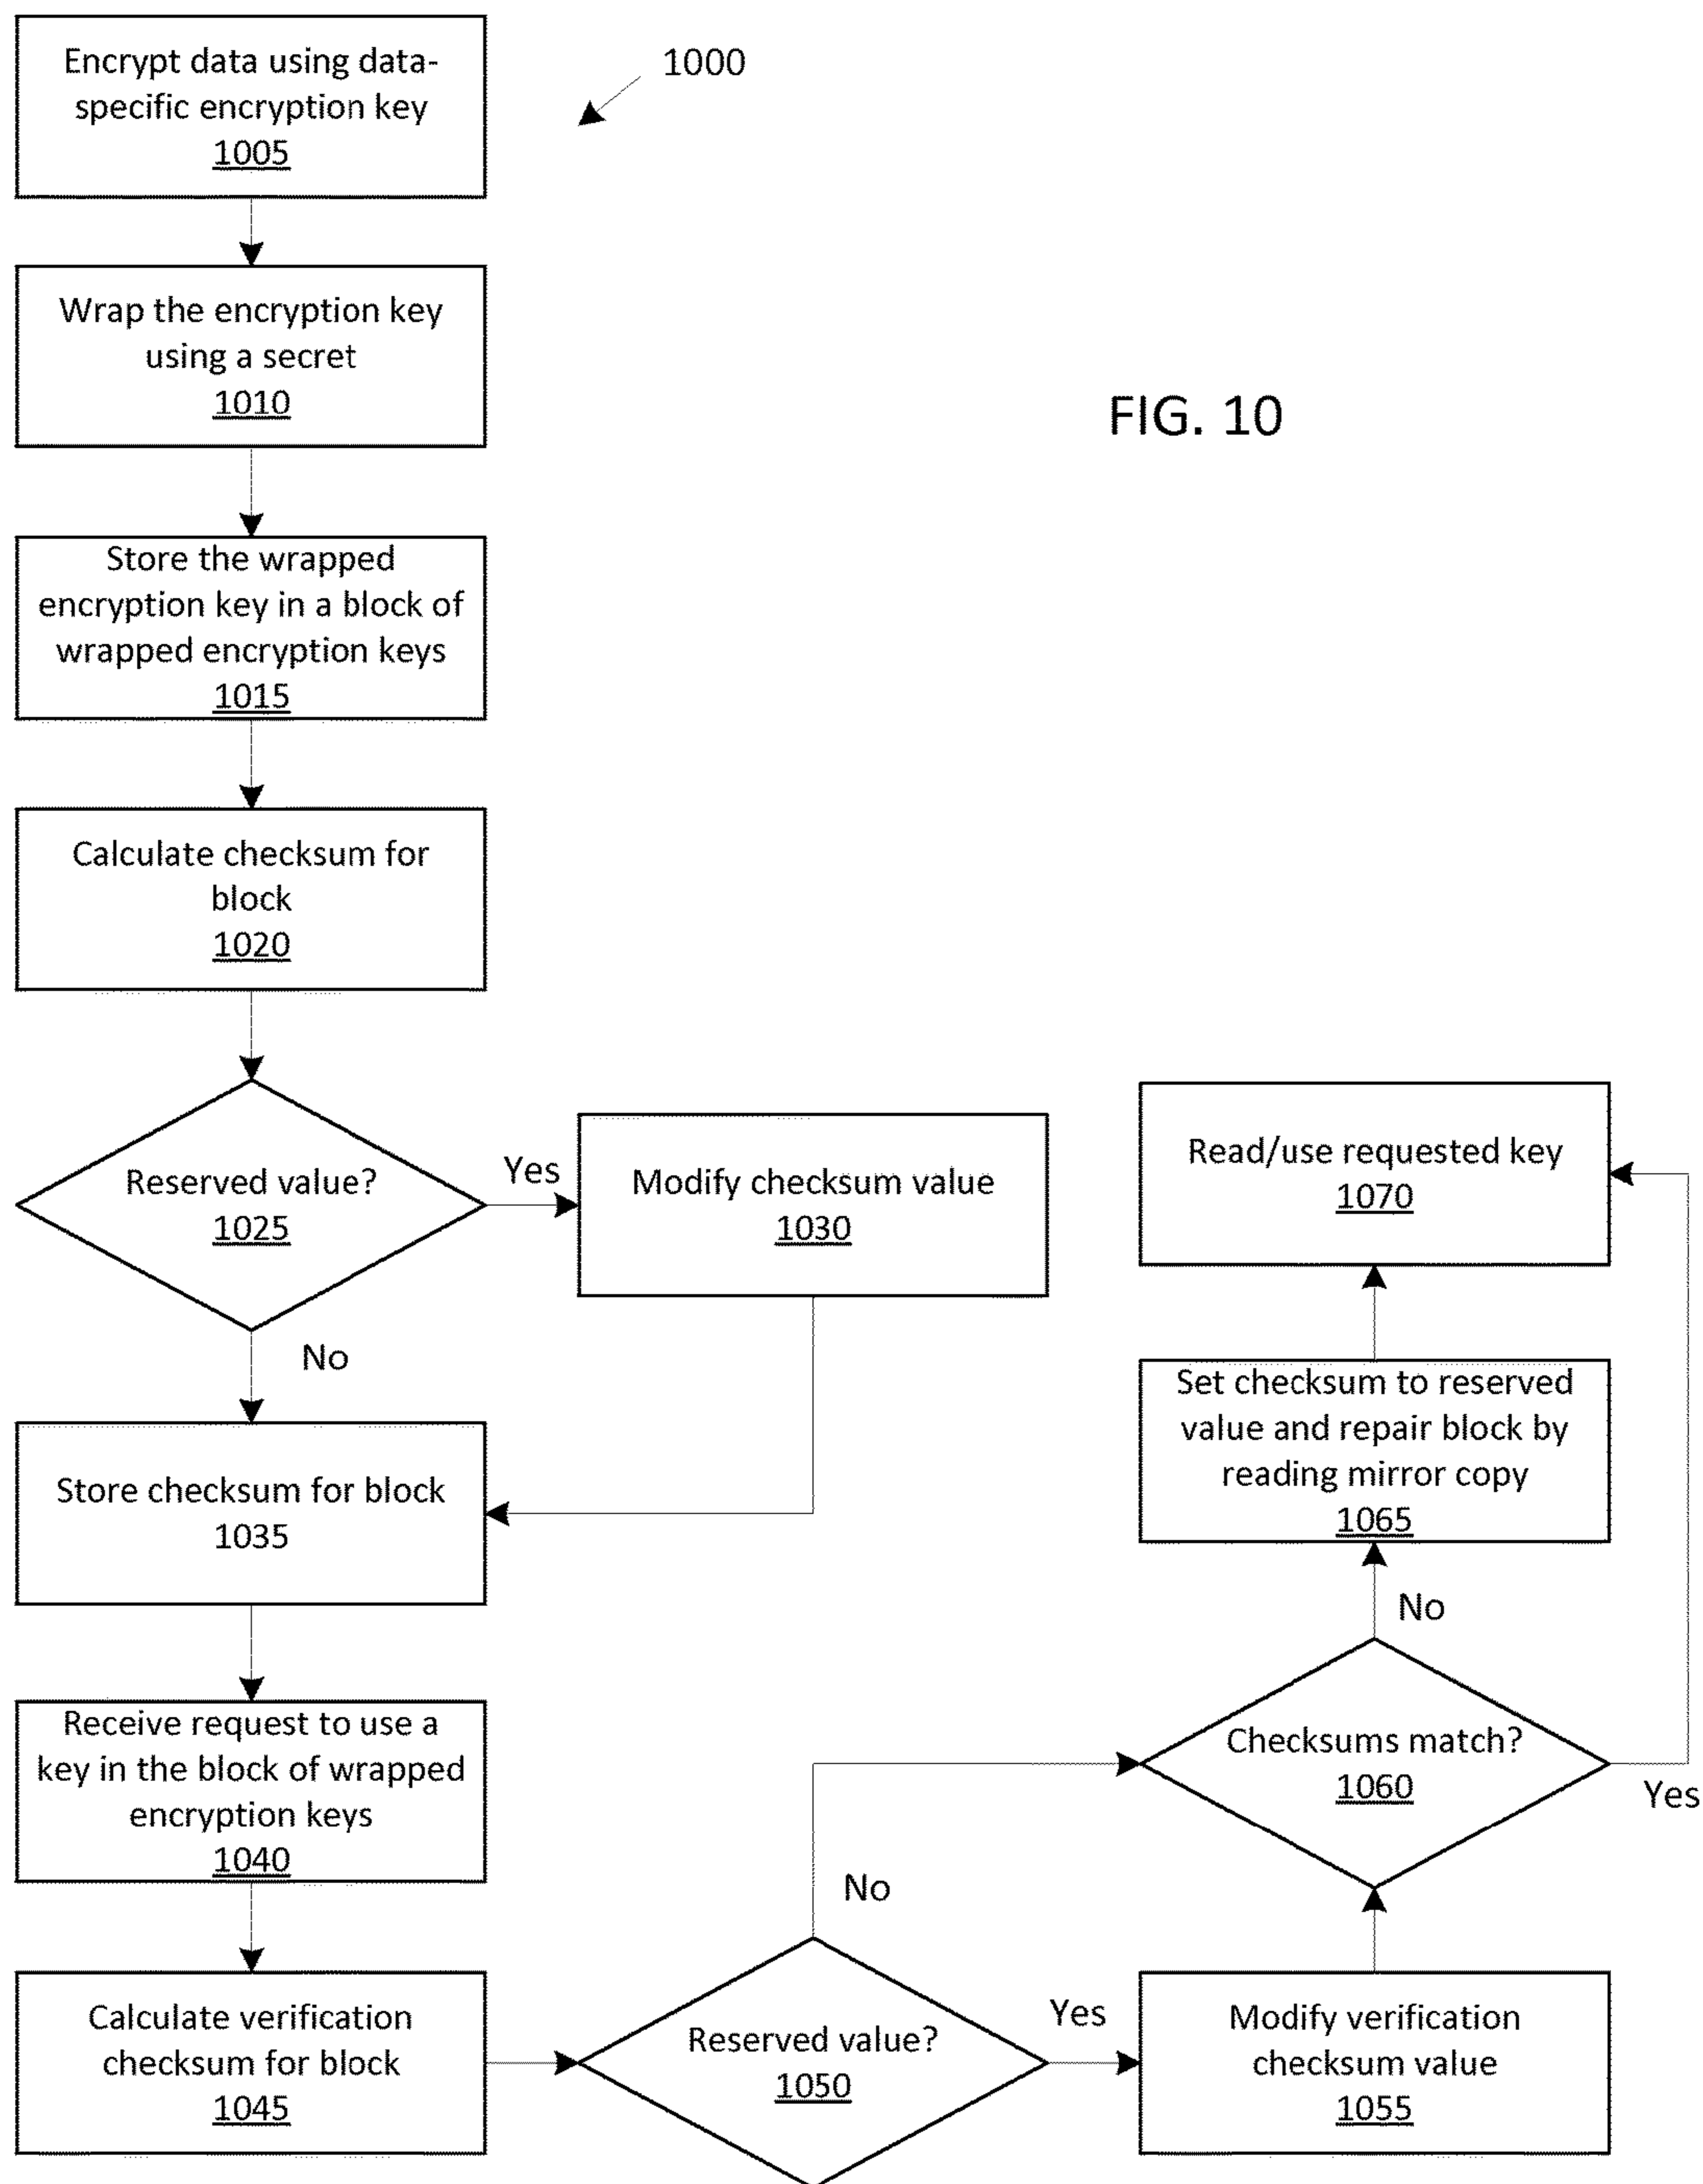 Encrypt data using data-
specific encryption key
1005
1000
Wrap the encryption key
using a secret
1010
FIG. 10
Store the wrapped
encryption key in a block of
wrapped encryption keys
1015
Calculate checksum for
block
1020
Reserved value?
1025
Yes
Modify checksum value
1030
No
Store checksum for block
1035
Receive request to use a
key in the block of wrapped
encryption keys
1040
Calculate verification
checksum for block
1045
Reserved value?
1050
No
Yes
Modify verification
checksum value
1055
Checksums match?
1060
Yes
No
Set checksum to reserved
value and repair block by
reading mirror copy
1065
Read/use requested key
1070